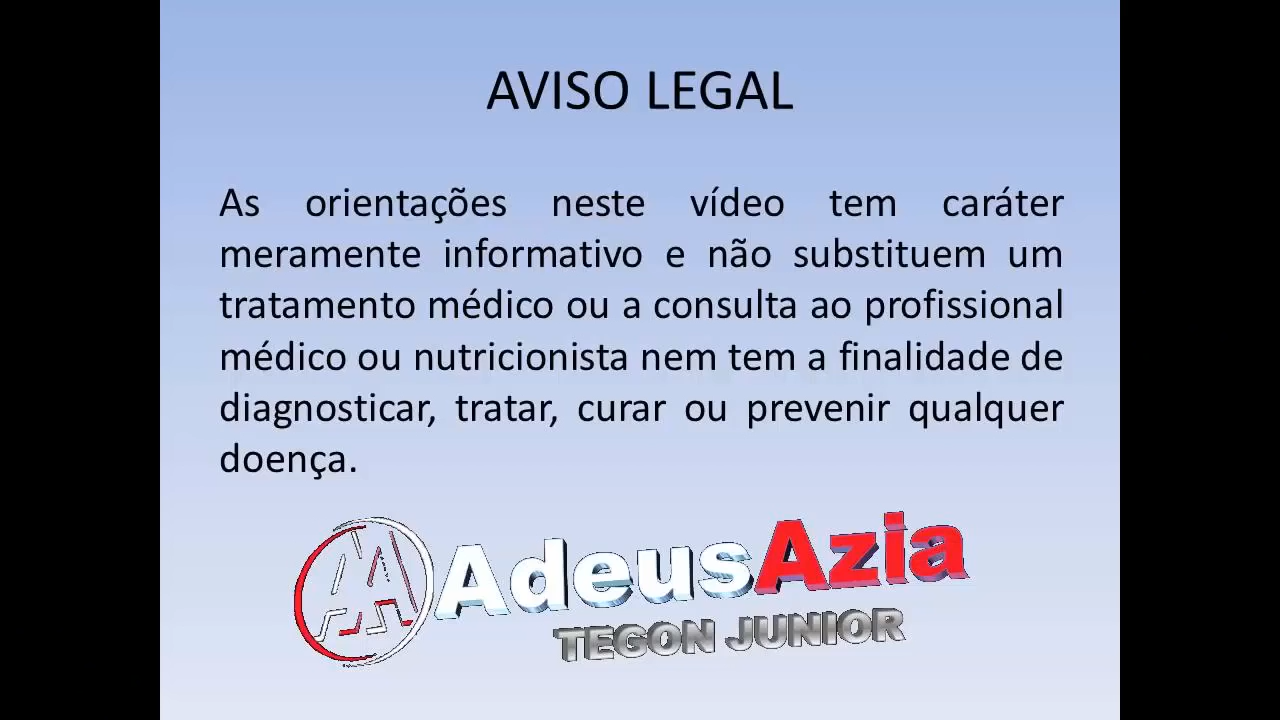 AVISO LEGAL
As orientações neste vídeo tem caráter
meramente informativo e não substituem um
tratamento médico ou a consulta ao profissional
médico ou nutricionista nem tem a finalidade de
diagnosticar, tratar, curar ou prevenir qualquer
doença.
AA AdeusAzia
TEGON JUNIOR